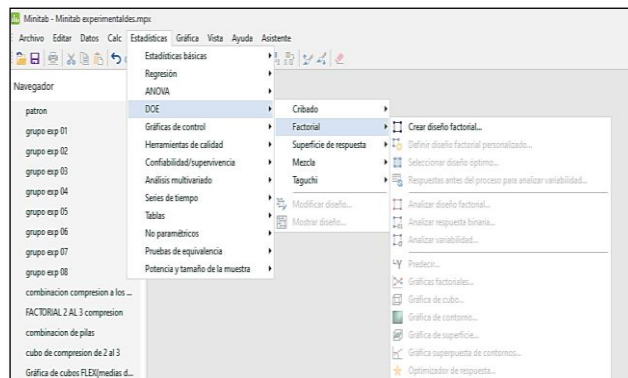 Minitab - Minitab experimentaldes.mpx
Archivo Editar Datos Calc Estadísticas Gráfica Vista Ayuda Asistente
Navegador
patron
grupo exp 01
grupo exp 02
grupo exp 03
grupo exp 04
grupo exp 05
grupo exp 06
grupo exp 07
grupo exp 08
combinacion compresion a los ...
FACTORIAL 2 AL 3 compresion
combinacion de pilas
cubo de compresion de 2 al 3
Gráfica de cubos FLEX(medias d...
Estadísticas básicas
Regresión
ANOVA
DOE
Gráficas de control
Herramientas de calidad
Confiabilidad/supervivencia
Análisis multivariado
Series de tiempo
Tablas
No paramétricos
Pruebas de equivalencia
Potencia y tamaño de la muestra
Cribado
Factorial
Superficie de respuesta
Mezcla
Taguchi
Modificar diseño...
Mostrar diseño...
Crear diseño factorial...
Definir diseño factorial personalizado...
Seleccionar diseño óptimo...
Respuestas antes del proceso para analizar variabilidad...
Analizar diseño factorial...
Analizar respuesta binaria...
Analizar variabilidad...
Predecir...
Gráficas factoriales...
Gráfica de cubo...
Gráfica de contorno...
Gráfica de superficie...
Gráfica superpuesta de contornos...
Optimizador de respuesta...